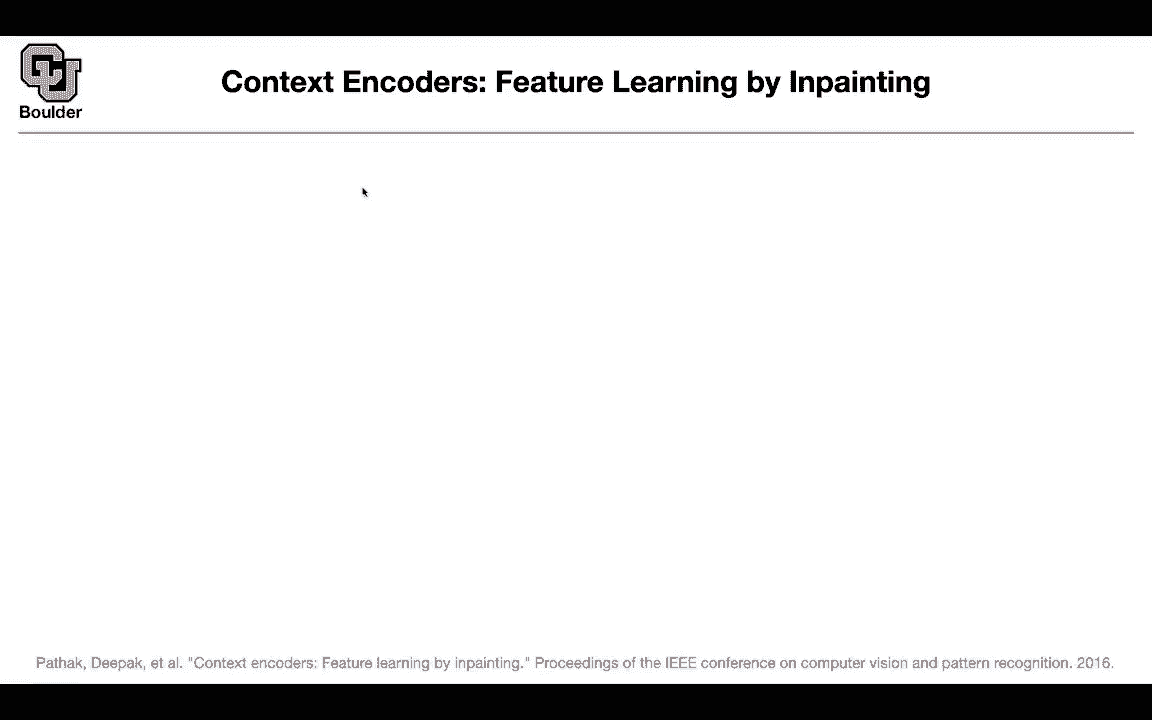 Boulder
Context Encoders: Feature Learning by Inpainting
Pathak, Deepak, et al. "Context encoders: Feature learning by inpainting." Proceedings of the IEEE conference on computer vision and pattern recognition. 2016.